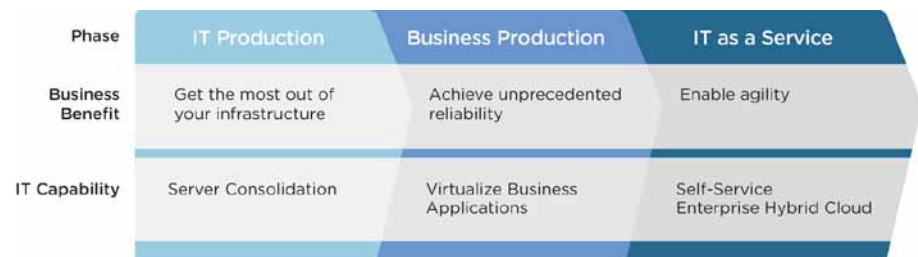 Phase IT Production Business Production IT as a Service
Business Benefit
Get the most out of
your infrastructure
Achieve unprecedented
reliability
Enable agility
IT Capability
Server Consolidation
Virtualize Business
Applications
Self-Service
Enterprise Hybrid Cloud